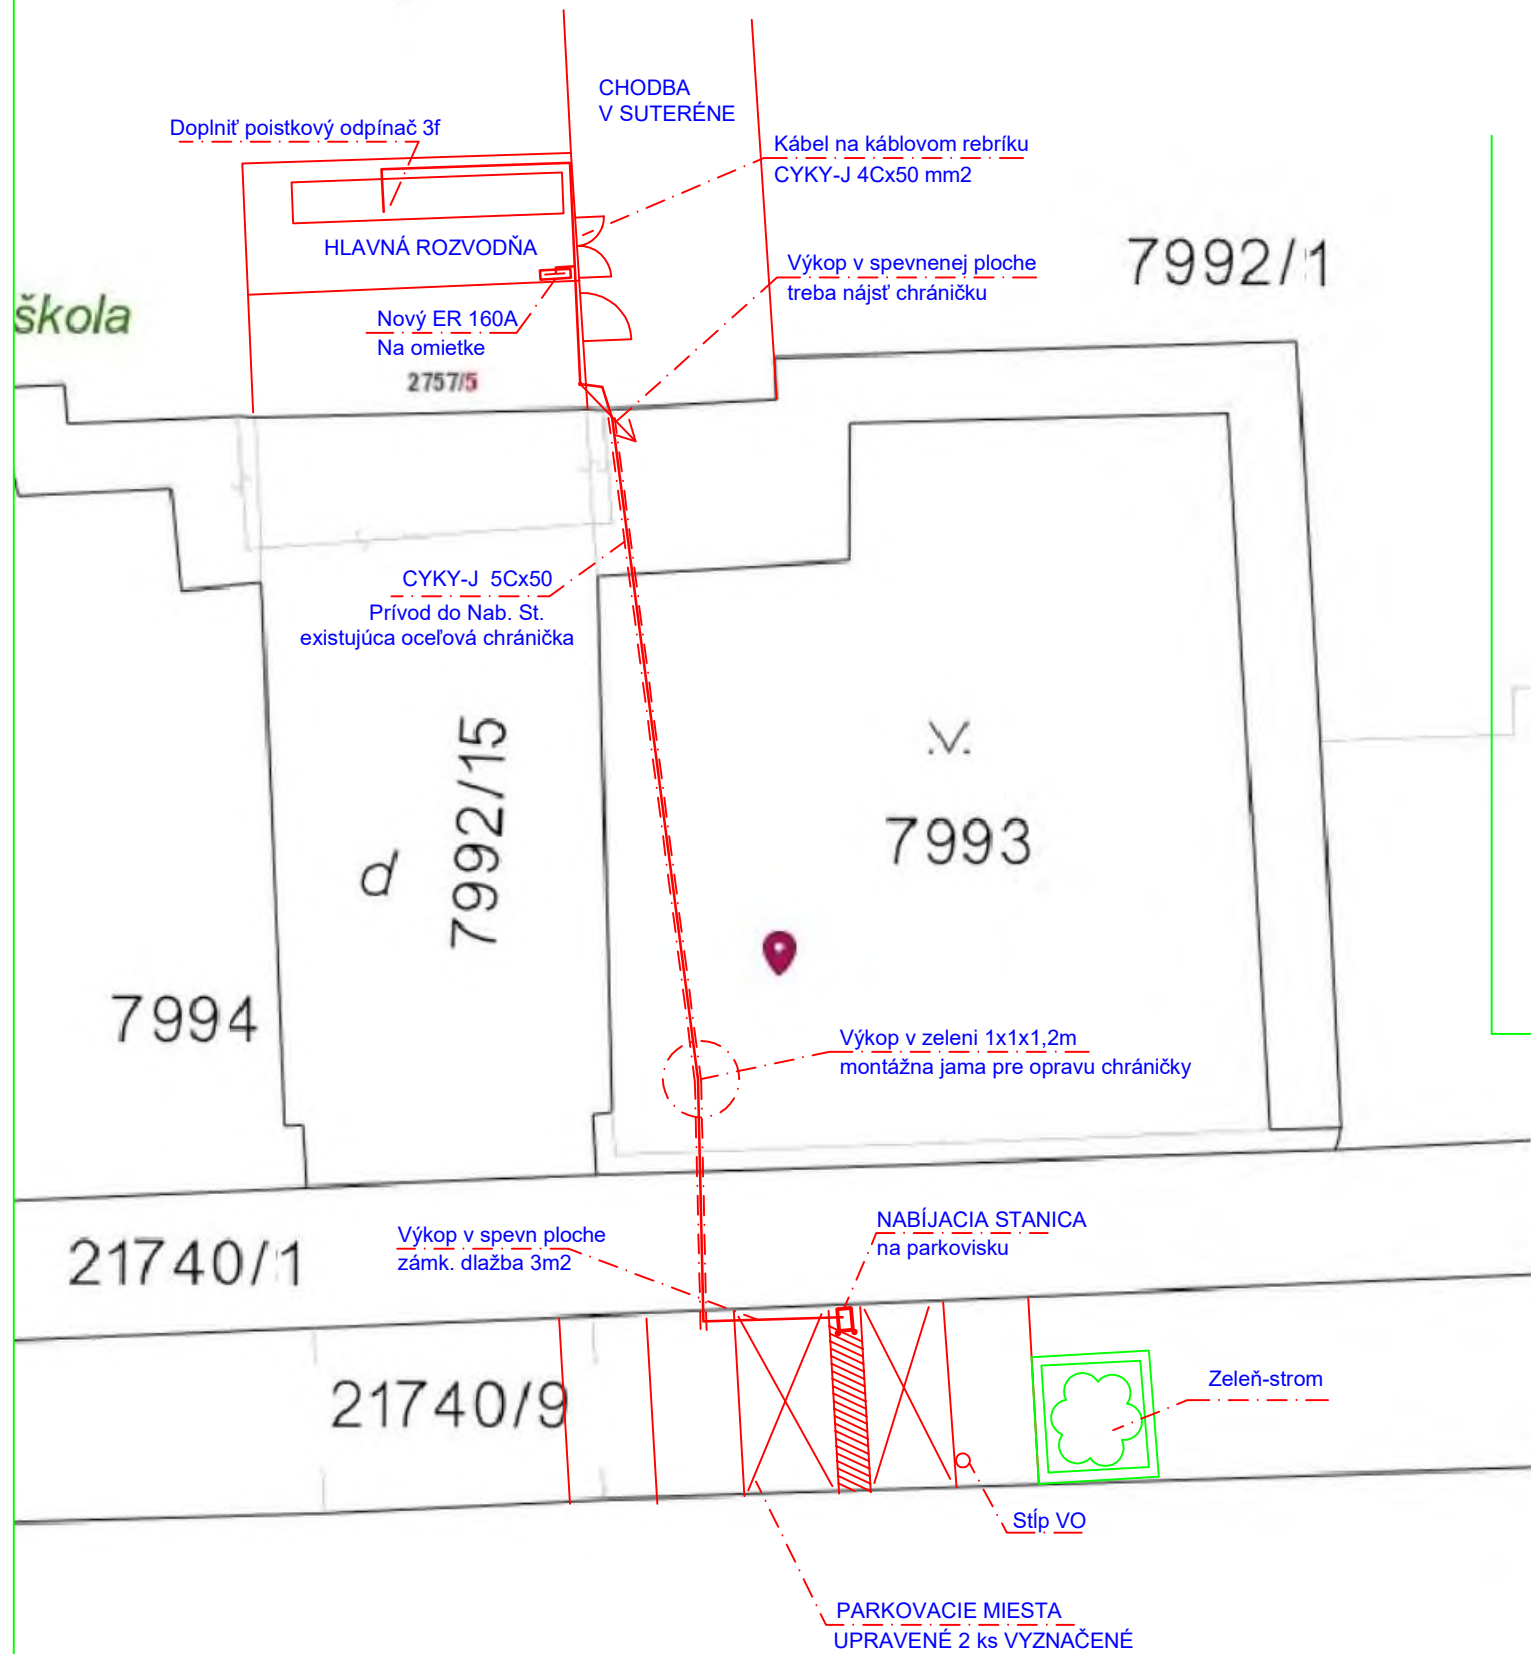 CHODBA
V SUTERÉNE
Doplniť poistkový odpínač 3f
Kábel na káblovom rebríku
CYKY-J 4Cx50 mm2
HLAVNÁ ROZVODŇA
Výkop v spevnenej ploche
treba nájsť chráničku
7992/1
škola
Nový ER 160A
Na omietke
2757/5
CYKY-J 5Cx50
Prívod do Nab. St.
existujúca oceľová chránička
7992/15
d
V.
7993
7994
Výkop v zeleni 1x1x1,2m
montážna jama pre opravu chráničky
21740/1
Výkop v spevn ploche
zámk. dlažba 3m2
NABÍJACIA STANICA
na parkovisku
21740/9
Zeleň-strom
Stĺp VO
PARKOVACIE MIESTA
UPRAVENÉ 2 ks VYZNAČENÉ